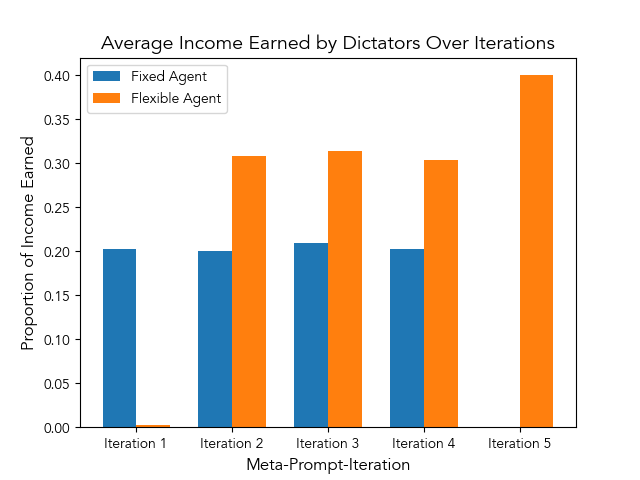 Average Income Earned by Dictators Over Iterations
Fixed Agent
Flexible Agent
Proportion of Income Earned
0.40
0.35
0.30
0.25
0.20
0.15
0.10
0.05
0.00
Iteration 1
Iteration 2
Iteration 3
Iteration 4
Iteration 5
Meta-Prompt-Iteration